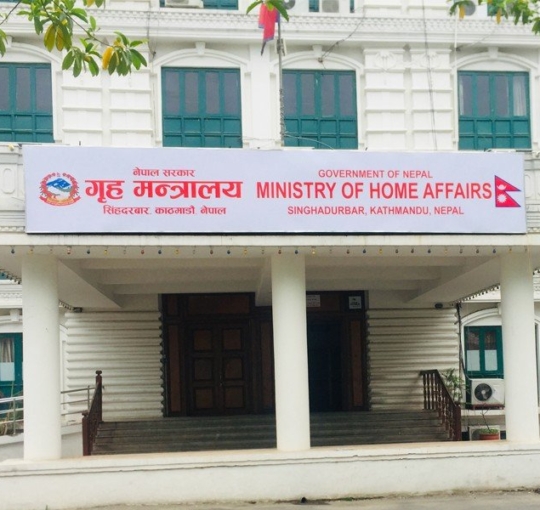 नेपाल सरकार
गृह मन्त्रालय
सिंहदरबार, काठमाडौं, नेपाल
GOVERNMENT OF NEPAL
MINISTRY OF HOME AFFAIRS
SINGHADURBAR, KATHMANDU, NEPAL